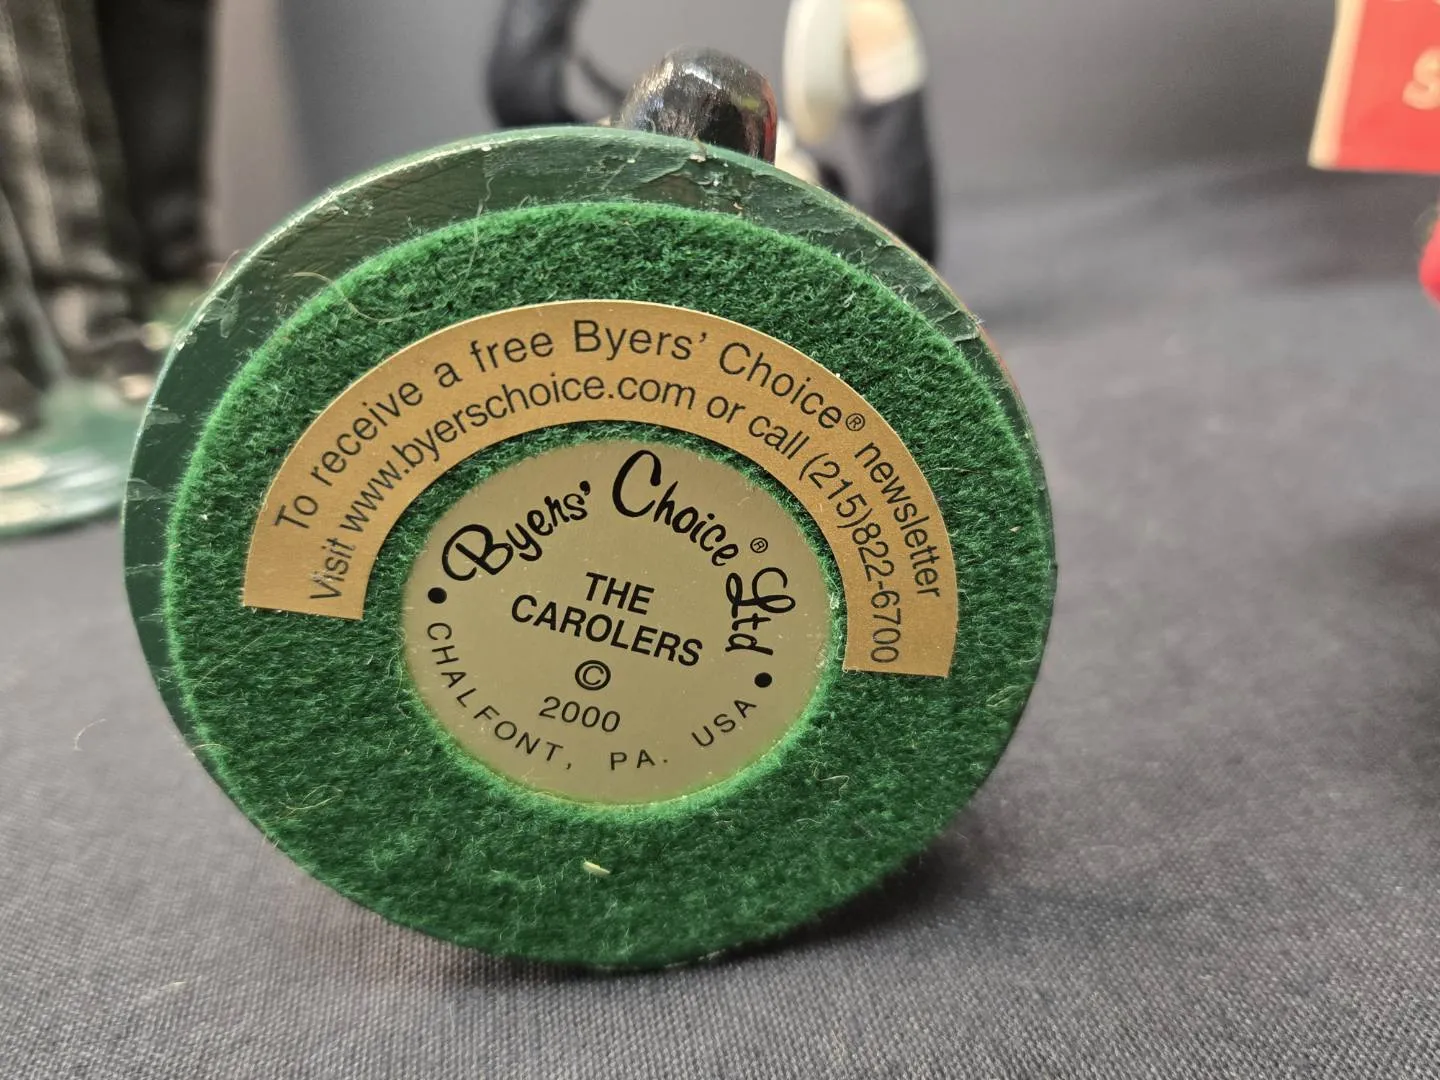 To receive a free Byers' Choice® newsletter
Visit www.byerschoice.com or call (215)822-6700
Byers' Choice® Ltd
THE
CAROLERS
©
2000
• CHALFONT, PA. USA •
S